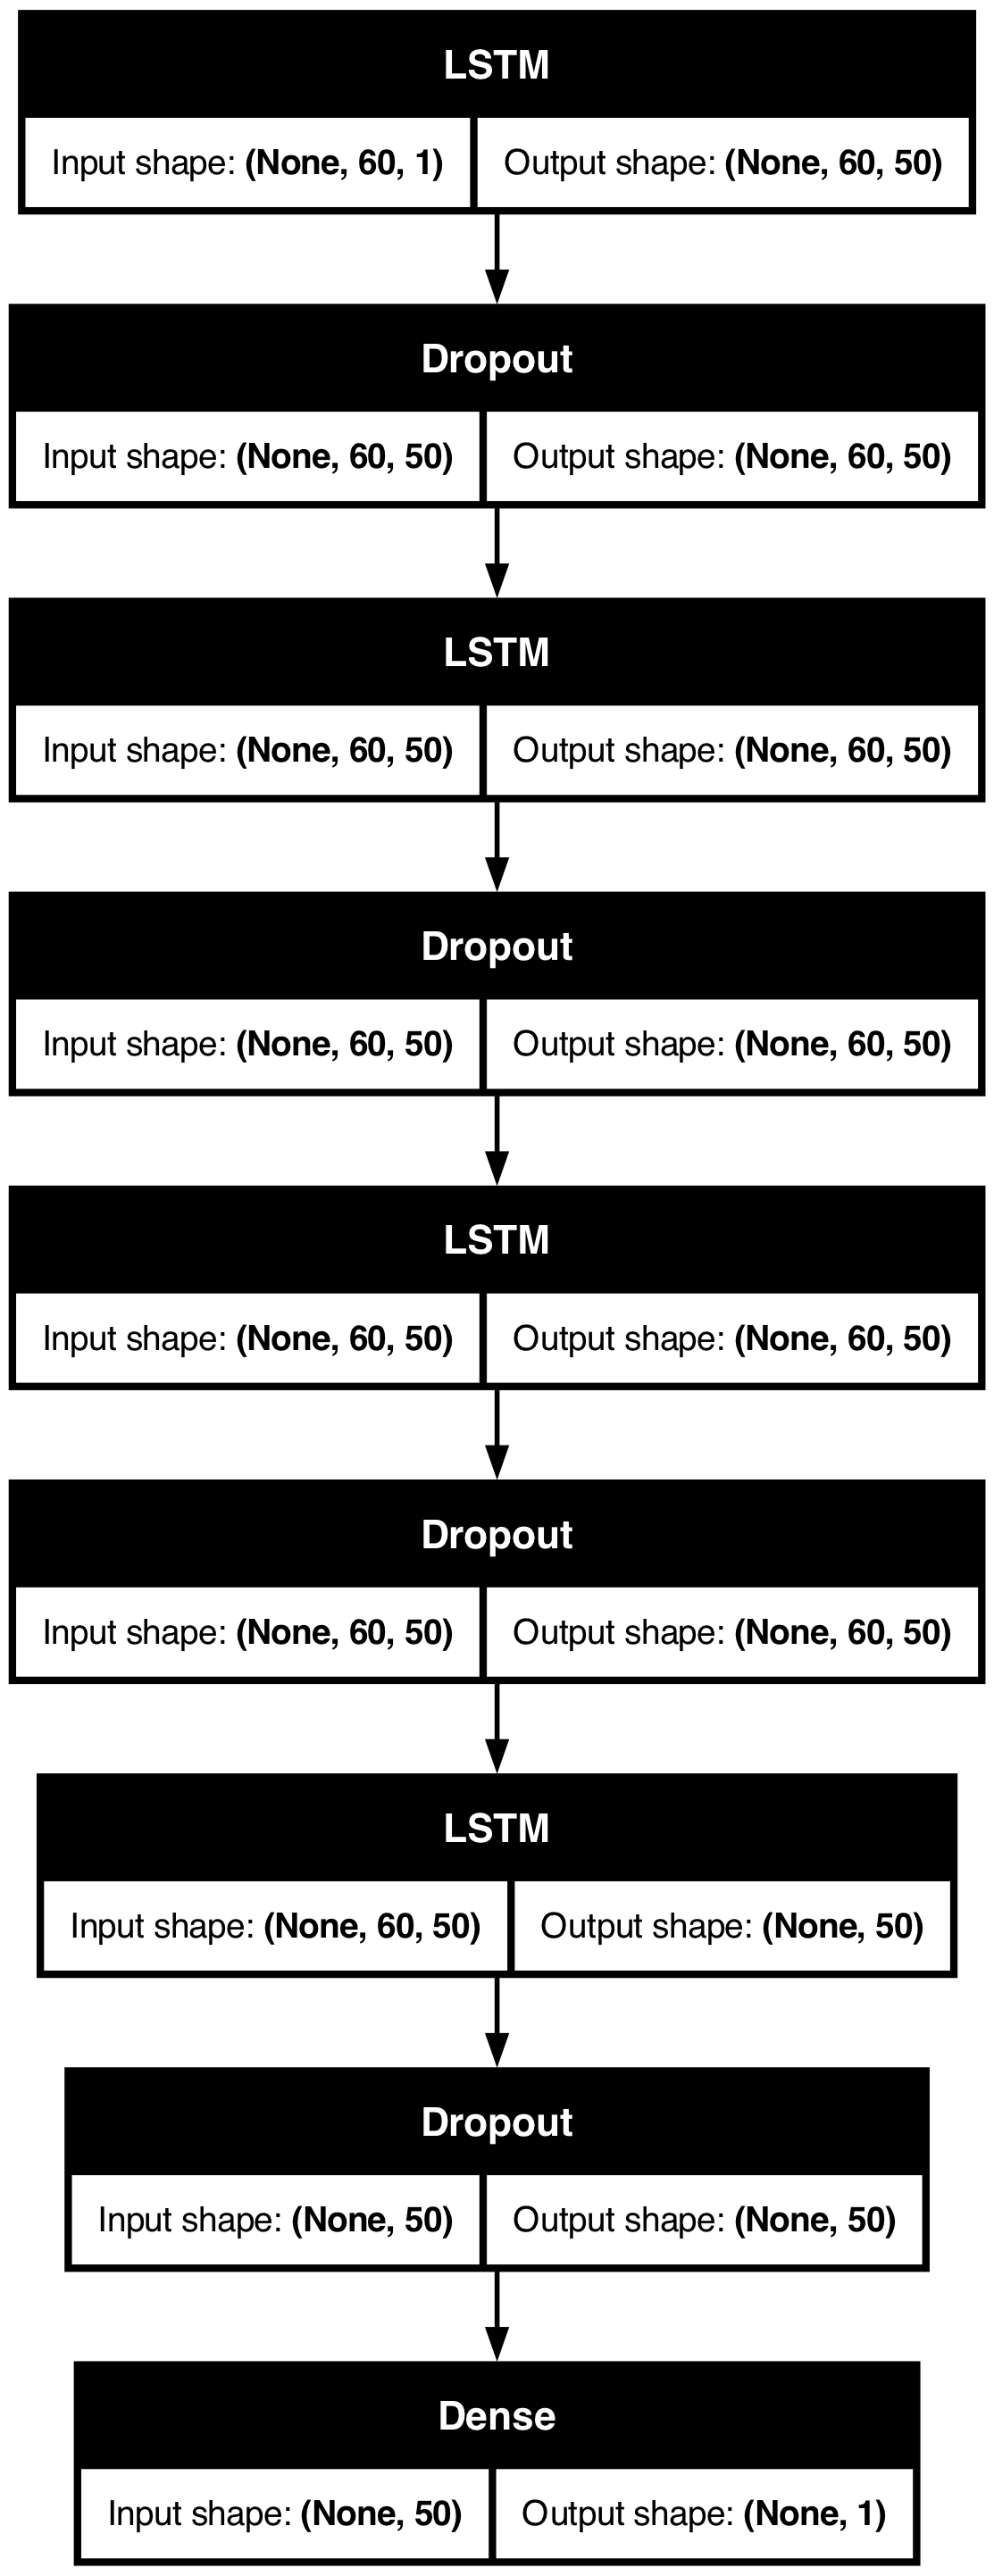 LSTM
Input shape: (None, 60, 1) Output shape: (None, 60, 50)
Dropout
Input shape: (None, 60, 50) Output shape: (None, 60, 50)
LSTM
Input shape: (None, 60, 50) Output shape: (None, 60, 50)
Dropout
Input shape: (None, 60, 50) Output shape: (None, 60, 50)
LSTM
Input shape: (None, 60, 50) Output shape: (None, 60, 50)
Dropout
Input shape: (None, 60, 50) Output shape: (None, 60, 50)
LSTM
Input shape: (None, 60, 50) Output shape: (None, 50)
Dropout
Input shape: (None, 50) Output shape: (None, 50)
Dense
Input shape: (None, 50) Output shape: (None, 1)